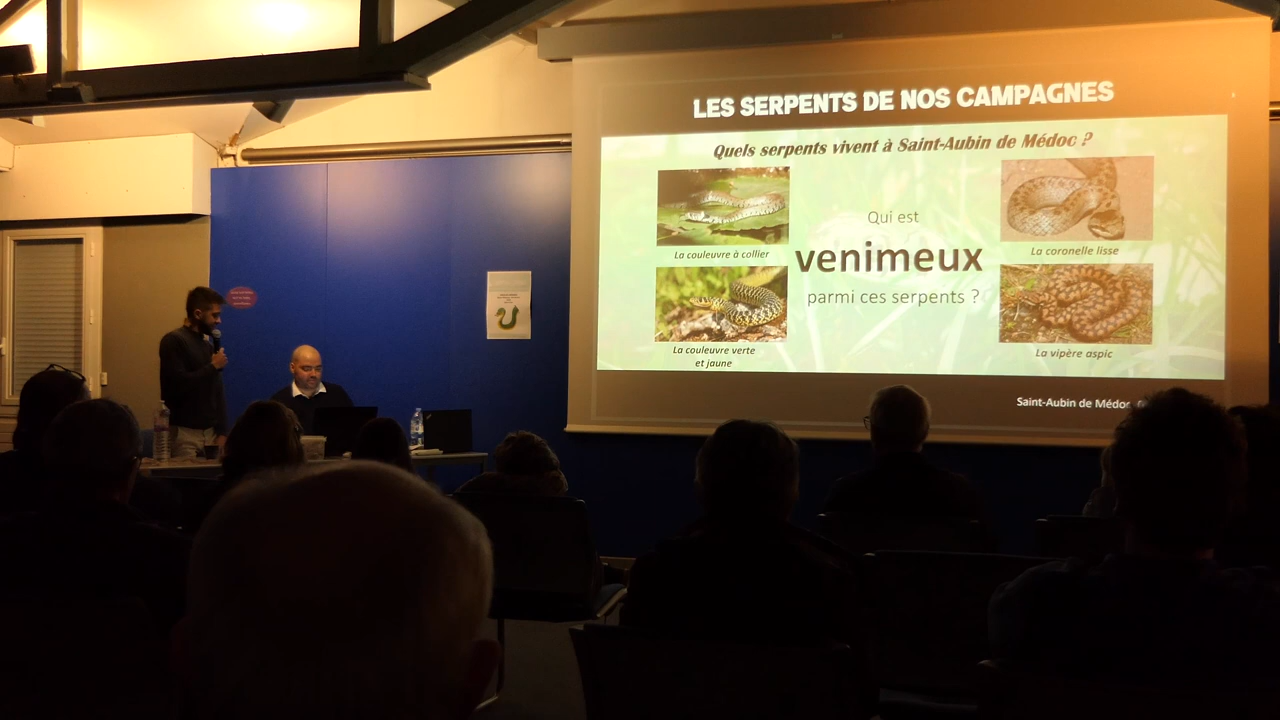 LES SERPENTS DE NOS CAMPAGNES
Quels serpents vivent à Saint-Aubin de Médoc ?
La couleuvre à collier
La couleuvre verte
et jaune
Qui est
venimeux
parmi ces serpents ?
La coronelle lisse
La vipère aspic
Saint-Aubin de Médoc